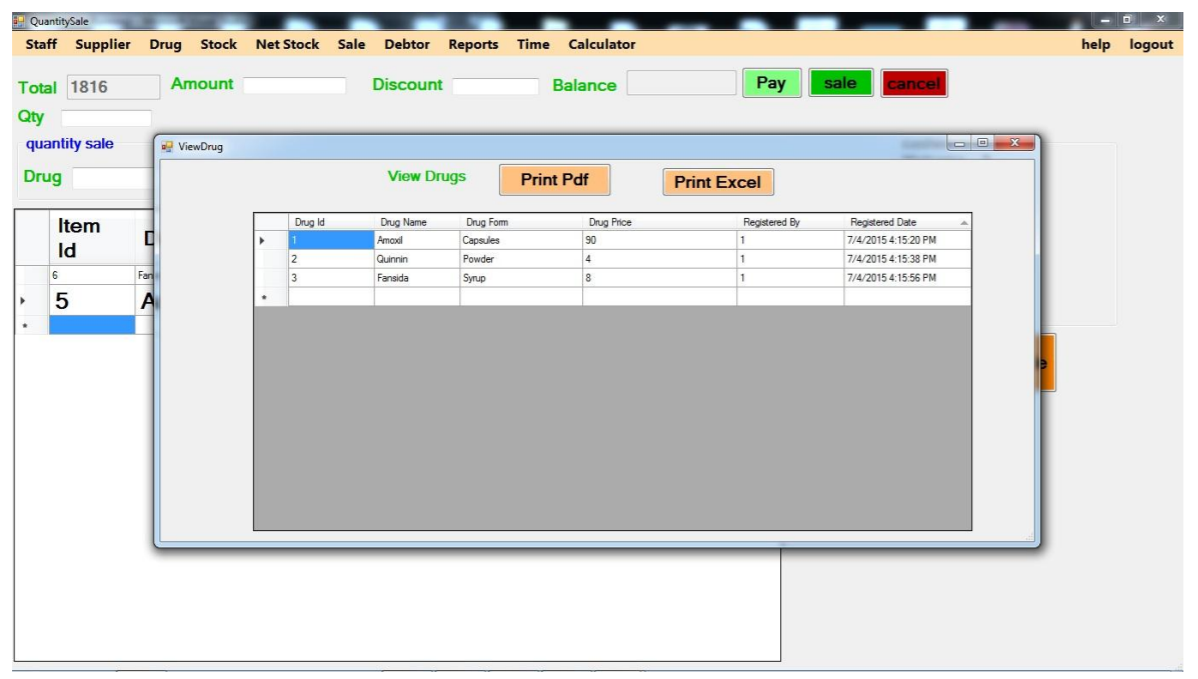 QuantitySale
Staff Supplier Drug Stock Net Stock Sale Debtor Reports Time Calculator help logout
Total 1816 Amount Discount Balance Pay sale cancel
Qty
quantity sale
Drug
ViewDrug
View Drugs Print Pdf Print Excel
Drug Id Drug Name Drug Form Drug Price Registered By Registered Date
1 Amoxil Capsules 90 1 7/4/2015 4:15:20 PM
2 Quinnin Powder 4 1 7/4/2015 4:15:38 PM
3 Fansida Syrup 8 1 7/4/2015 4:15:56 PM
Item
Id
6 Fan
5 A